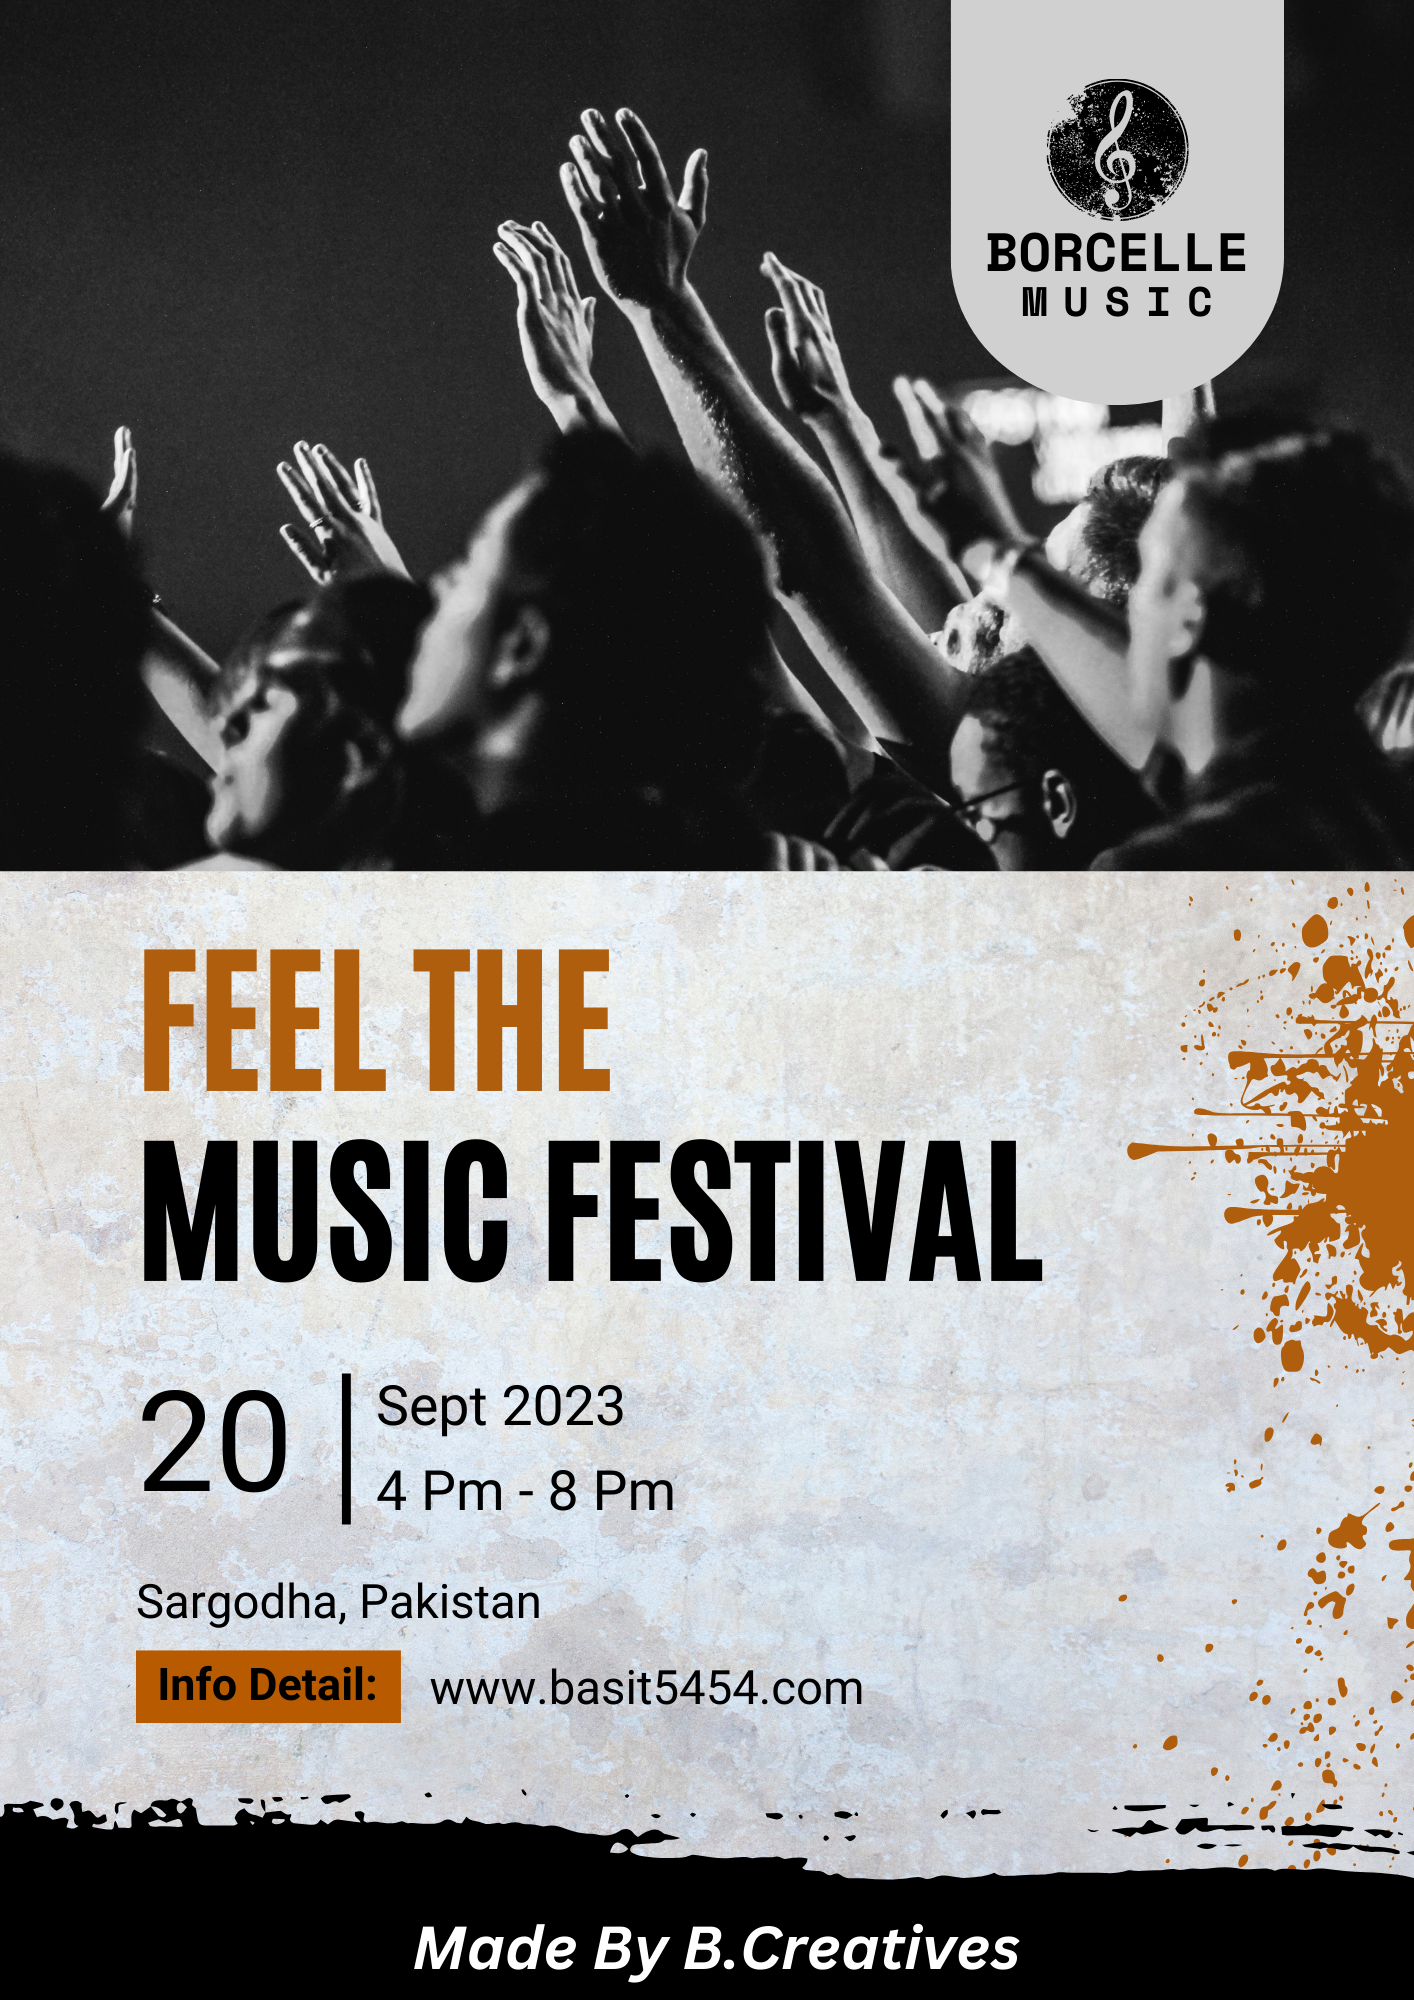 BORCELLE
MUSIC
FEEL THE
MUSIC FESTIVAL
20
Sept 2023
4 Pm - 8 Pm
Sargodha, Pakistan
Info Detail: www.basit5454.com
Made By B.Creatives